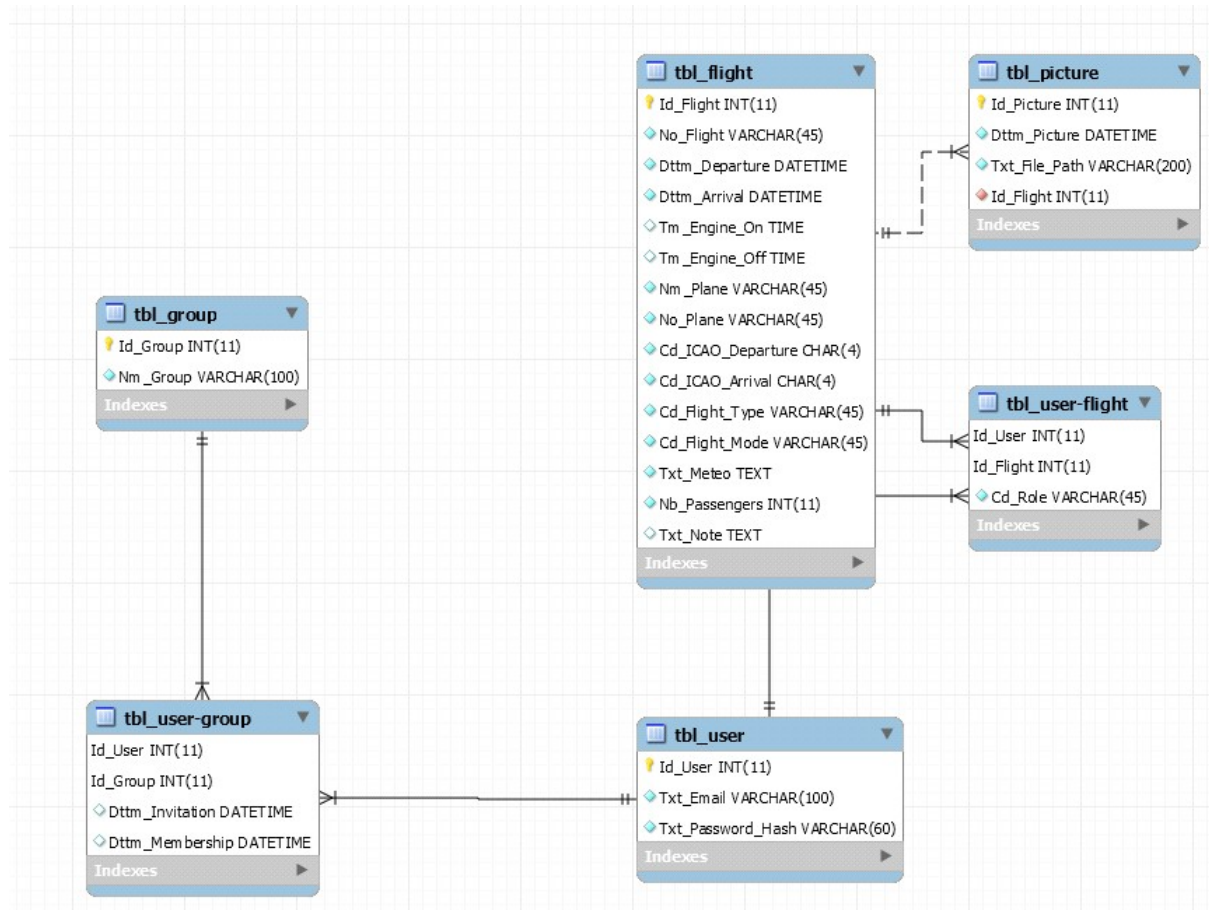 tbl_flight
Id_Flight INT(11)
No_Flight VARCHAR(45)
Dttm_Departure DATETIME
Dttm_Arrival DATETIME
Tm_Engine_On TIME
Tm_Engine_Off TIME
Nm_Plane VARCHAR(45)
No_Plane VARCHAR(45)
Cd_ICAO_Departure CHAR(4)
Cd_ICAO_Arrival CHAR(4)
Cd_Flight_Type VARCHAR(45)
Cd_Flight_Mode VARCHAR(45)
Txt_Meteo TEXT
Nb_Passengers INT(11)
Txt_Note TEXT
Indexes
tbl_picture
Id_Picture INT(11)
Dttm_Picture DATETIME
Txt_File_Path VARCHAR(200)
Id_Flight INT(11)
Indexes
tbl_group
Id_Group INT(11)
Nm_Group VARCHAR(100)
Indexes
tbl_user-flight
Id_User INT(11)
Id_Flight INT(11)
Cd_Role VARCHAR(45)
Indexes
tbl_user-group
Id_User INT(11)
Id_Group INT(11)
Dttm_Invitation DATETIME
Dttm_Membership DATETIME
Indexes
tbl_user
Id_User INT(11)
Txt_Email VARCHAR(100)
Txt_Password_Hash VARCHAR(60)
Indexes